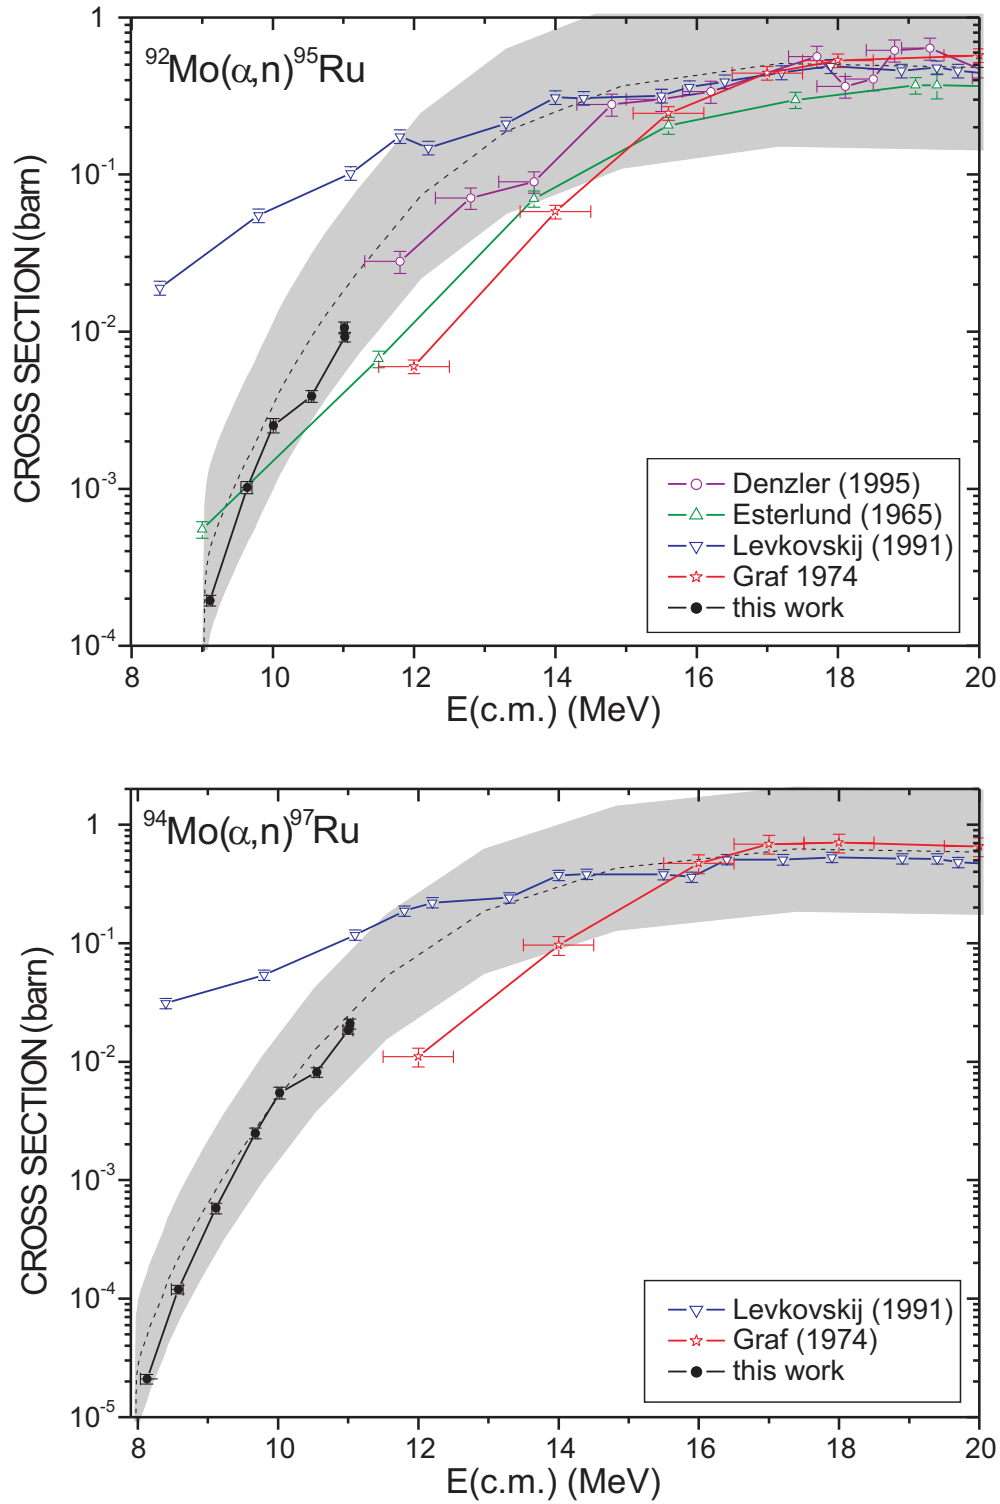 ⁹²Mo(α,n)⁹⁵Ru
CROSS SECTION (barn)
1
10⁻¹
10⁻²
10⁻³
10⁻⁴
Denzler (1995)
Esterlund (1965)
Levkovskij (1991)
Graf 1974
this work
8 10 12 14 16 18 20
E(c.m.) (MeV)
⁹⁴Mo(α,n)⁹⁷Ru
CROSS SECTION (barn)
1
10⁻¹
10⁻²
10⁻³
10⁻⁴
10⁻⁵
Levkovskij (1991)
Graf (1974)
this work
8 10 12 14 16 18 20
E(c.m.) (MeV)